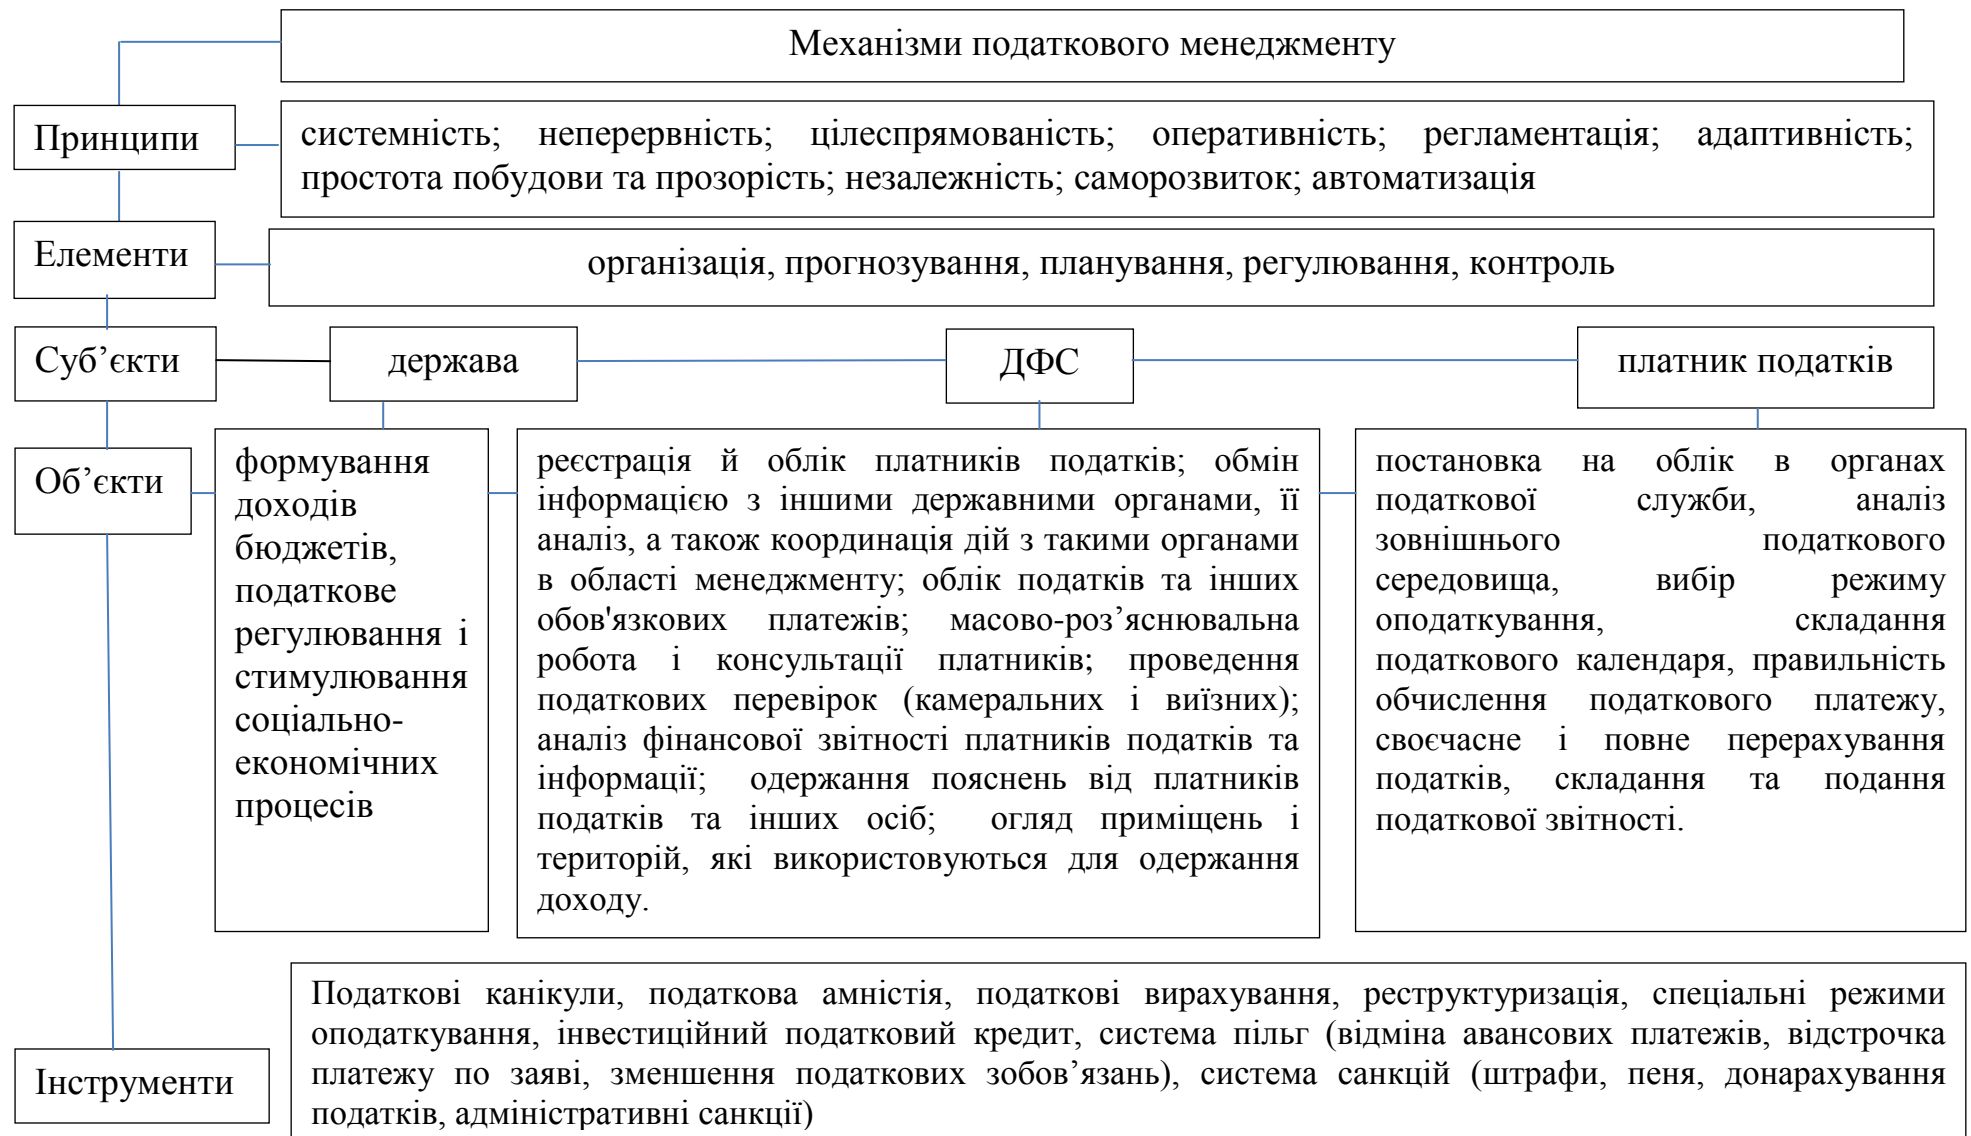 Механізми податкового менеджменту
Принципи
системність; неперервність; цілеспрямованість; оперативність; регламентація; адаптивність;
простота побудови та прозорість; незалежність; саморозвиток; автоматизація
Елементи
організація, прогнозування, планування, регулювання, контроль
Суб’єкти
держава
ДФС
платник податків
Об’єкти
формування
доходів
бюджетів,
податкове
регулювання і
стимулювання
соціально-
економічних
процесів
реєстрація й облік платників податків; обмін
інформацією з іншими державними органами, її
аналіз, а також координація дій з такими органами
в області менеджменту; облік податків та інших
обов'язкових платежів; масово-роз’яснювальна
робота і консультації платників; проведення
податкових перевірок (камеральних і виїзних);
аналіз фінансової звітності платників податків та
інформації; одержання пояснень від платників
податків та інших осіб; огляд приміщень і
територій, які використовуються для одержання
доходу.
постановка на облік в органах
податкової служби, аналіз
зовнішнього податкового
середовища, вибір режиму
оподаткування, складання
податкового календаря, правильність
обчислення податкового платежу,
своєчасне і повне перерахування
податків, складання та подання
податкової звітності.
Інструменти
Податкові канікули, податкова амністія, податкові вирахування, реструктуризація, спеціальні режими
оподаткування, інвестиційний податковий кредит, система пільг (відміна авансових платежів, відстрочка
платежу по заяві, зменшення податкових зобов’язань), система санкцій (штрафи, пеня, донарахування
податків, адміністративні санкції)